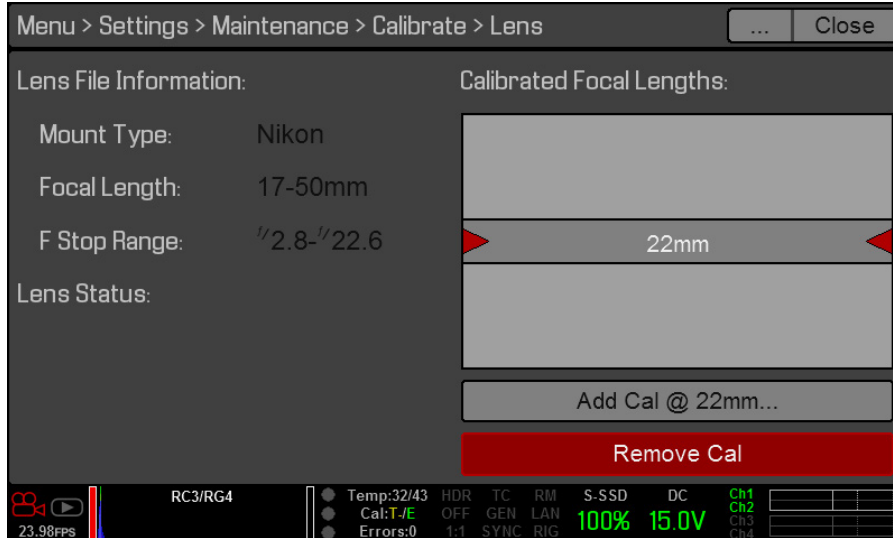 Menu > Settings > Maintenance > Calibrate > Lens ... Close
Lens File Information:
Mount Type: Nikon
Focal Length: 17-50mm
F Stop Range: f/2.8-f/22.6
Lens Status:
Calibrated Focal Lengths:
22mm
Add Cal @ 22mm...
Remove Cal
23.98FPS
RC3/RG4
Temp:32/43
Cal:T-/E
Errors:0
HDR TC RM
OFF GEN LAN
1:1 SYNC RIG
S-SSD
100%
DC
15.0V
Ch1
Ch2
Ch3
Ch4